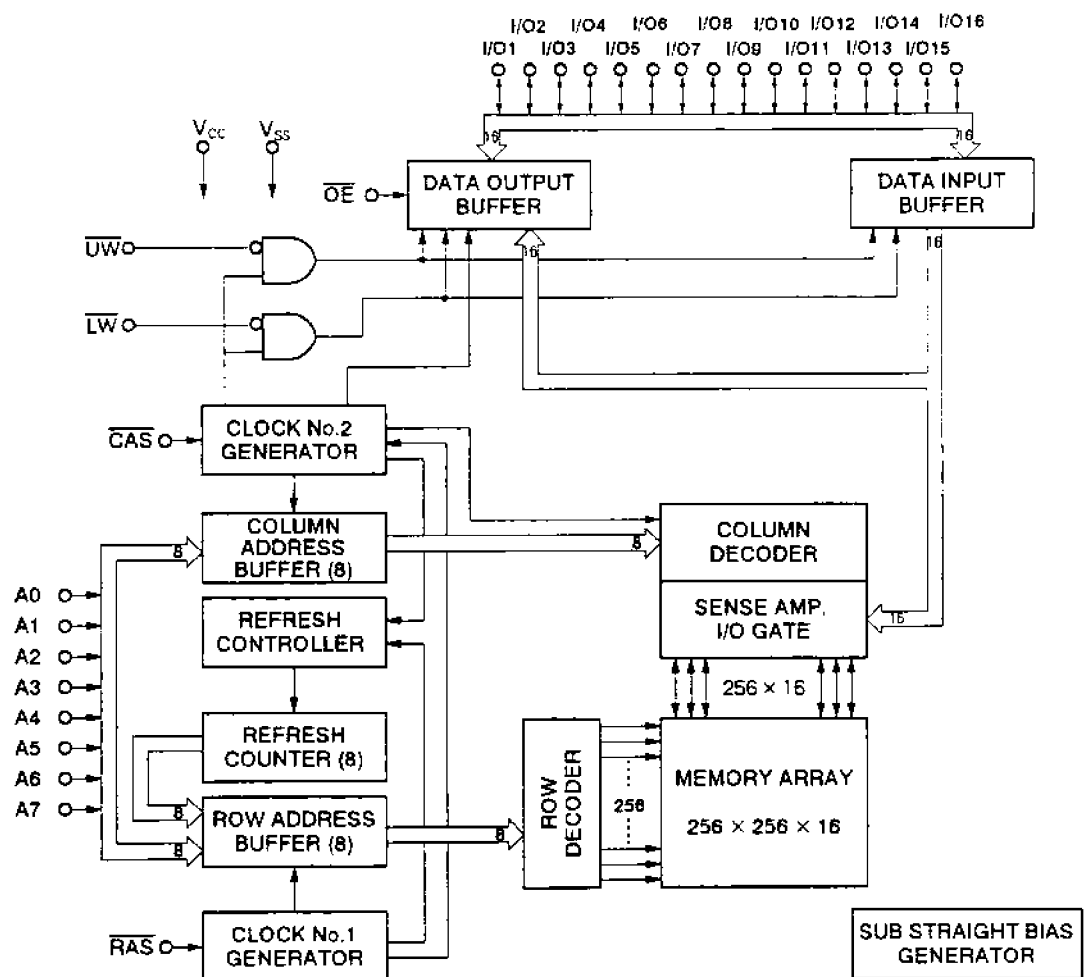 I/O2 I/O4 I/O6 I/O8 I/O10 I/O12 I/O14 I/O16
I/O1 I/O3 I/O5 I/O7 I/O9 I/O11 I/O13 I/O15
VCC
VSS
16
16
OE
DATA OUTPUT
BUFFER
DATA INPUT
BUFFER
16
16
UW
LW
CAS
CLOCK No.2
GENERATOR
COLUMN
ADDRESS
BUFFER (8)
8
8
COLUMN
DECODER
SENSE AMP.
I/O GATE
16
A0
A1
A2
A3
A4
A5
A6
A7
REFRESH
CONTROLLER
256 × 16
REFRESH
COUNTER (8)
8
8
ROW ADDRESS
BUFFER (8)
8
ROW
DECODER
256
MEMORY ARRAY
256 × 256 × 16
RAS
CLOCK No.1
GENERATOR
SUB STRAIGHT BIAS
GENERATOR